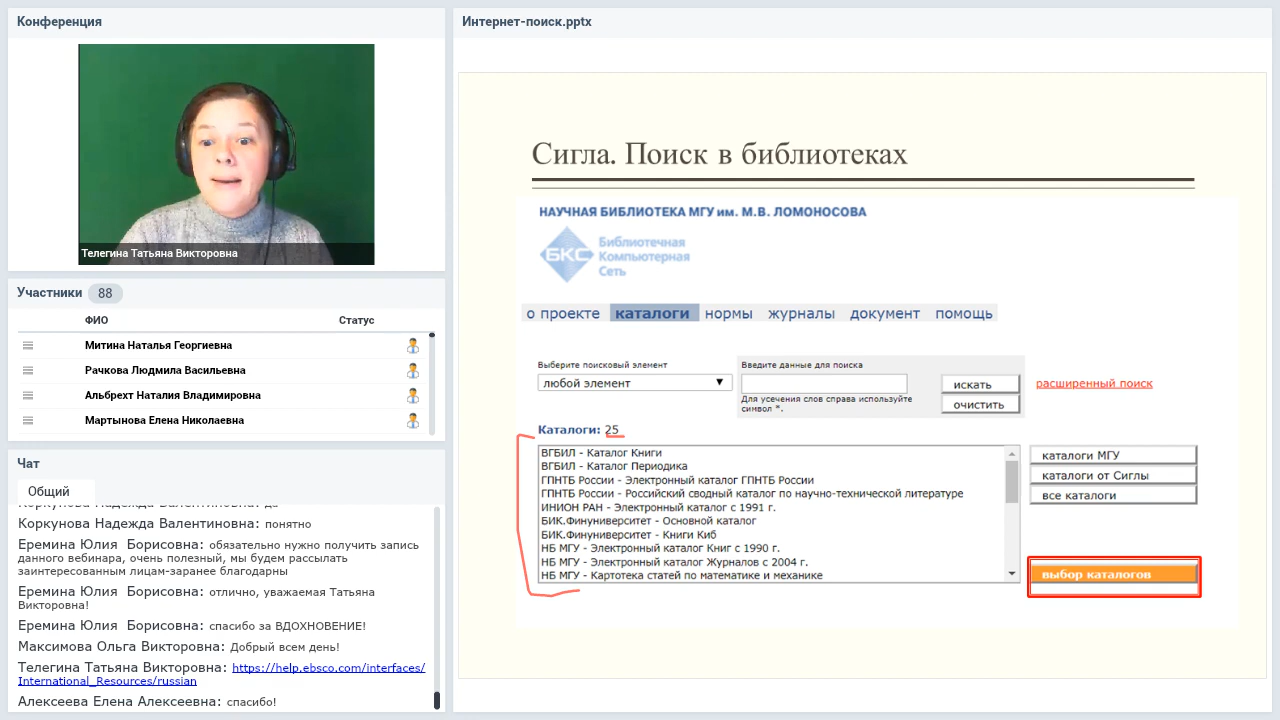 Конференция
Телегина Татьяна Викторовна
Участники 88
ФИО Статус
Митина Наталья Георгиевна
Рачкова Людмила Васильевна
Альбрехт Наталия Владимировна
Мартынова Елена Николаевна
Чат
Общий
Коркунова Надежда Валентиновна: да
Коркунова Надежда Валентиновна: понятно
Еремина Юлия Борисовна: обязательно нужно получить запись
данного вебинара, очень полезный, мы будем рассылать
заинтересованным лицам-заранее благодарны
Еремина Юлия Борисовна: отлично, уважаемая Татьяна
Викторовна!
Еремина Юлия Борисовна: спасибо за ВДОХНОВЕНИЕ!
Максимова Ольга Викторовна: Добрый всем день!
Телегина Татьяна Викторовна: https://help.ebsco.com/interfaces/
International_Resources/russian
Алексеева Елена Алексеевна: спасибо!
Интернет-поиск.pptx
Сигла. Поиск в библиотеках
НАУЧНАЯ БИБЛИОТЕКА МГУ им. М.В. ЛОМОНОСОВА
БКС
Библиотечная
Компьютерная
Сеть
о проекте каталоги нормы журналы документ помощь
Выберите поисковый элемент
любой элемент
Введите данные для поиска
Для усечения слов справа используйте
символ *.
искать
очистить
расширенный поиск
Каталоги: 25
ВГБИЛ - Каталог Книги
ВГБИЛ - Каталог Периодика
ГПНТБ России - Электронный каталог ГПНТБ России
ГПНТБ России - Российский сводный каталог по научно-технической литературе
ИНИОН РАН - Электронный каталог с 1991 г.
БИК.Финуниверситет - Основной каталог
БИК.Финуниверситет - Книги Киб
НБ МГУ - Электронный каталог Книг с 1990 г.
НБ МГУ - Электронный каталог Журналов с 2004 г.
НБ МГУ - Картотека статей по математике и механике
каталоги МГУ
каталоги от Сиглы
все каталоги
выбор каталогов